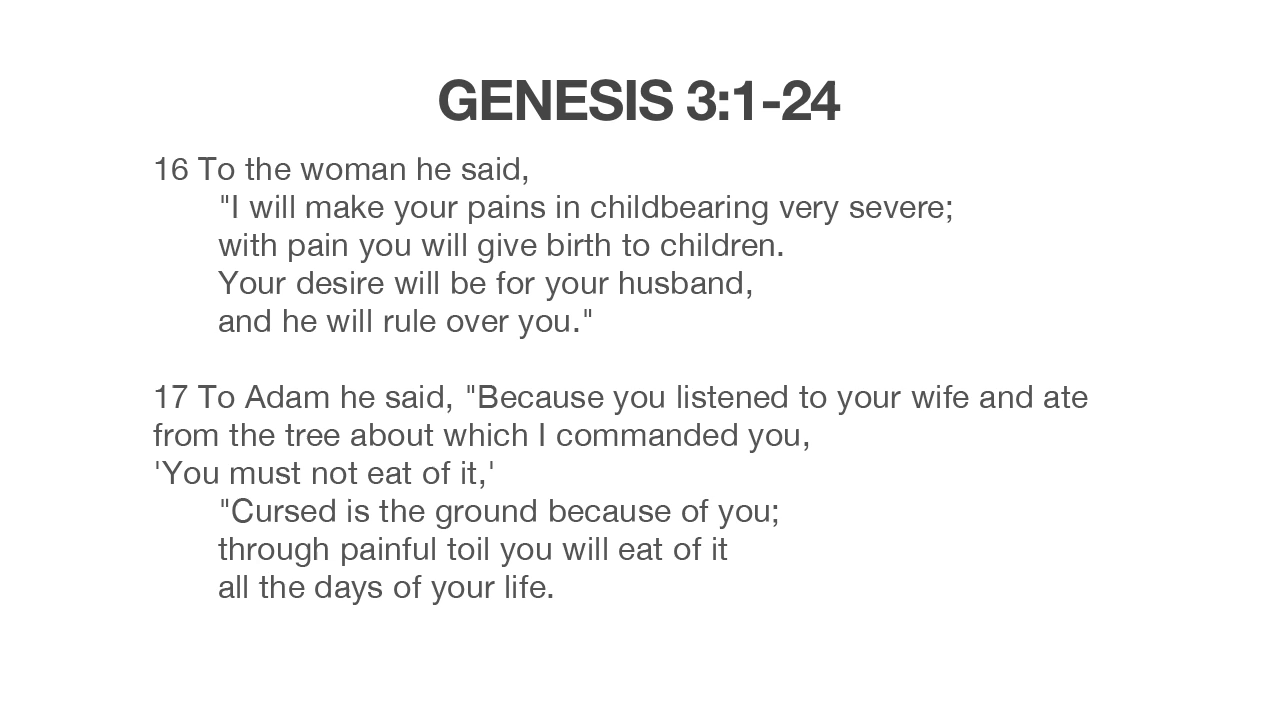 GENESIS 3:1-24
16 To the woman he said,
"I will make your pains in childbearing very severe;
with pain you will give birth to children.
Your desire will be for your husband,
and he will rule over you."
17 To Adam he said, "Because you listened to your wife and ate
from the tree about which I commanded you,
'You must not eat of it,'
"Cursed is the ground because of you;
through painful toil you will eat of it
all the days of your life.